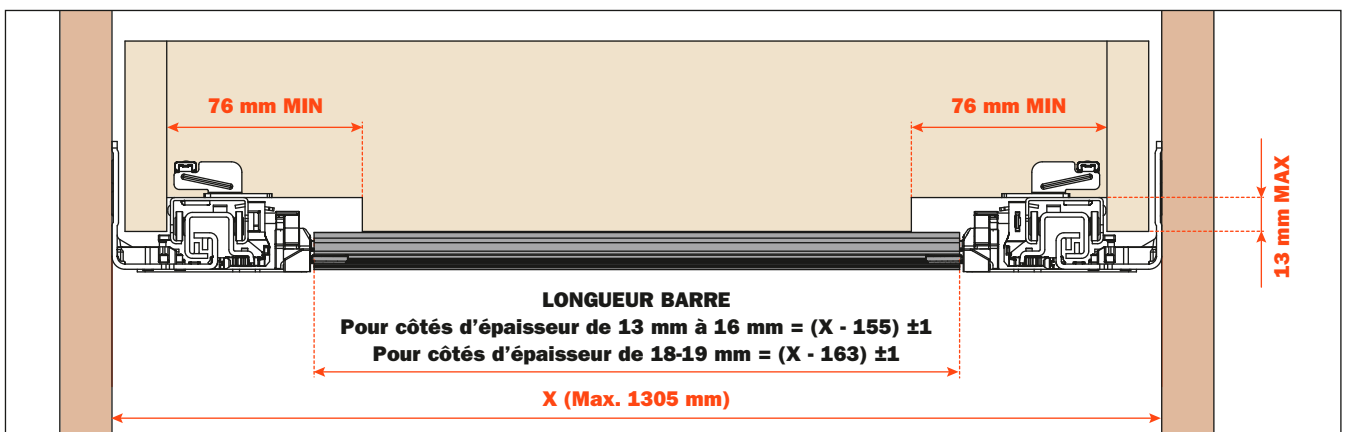 76 mm MIN
76 mm MIN
13 mm MAX
LONGUEUR BARRE
Pour côtés d'épaisseur de 13 mm à 16 mm = (X - 155) ±1
Pour côtés d'épaisseur de 18-19 mm = (X - 163) ±1
X (Max. 1305 mm)